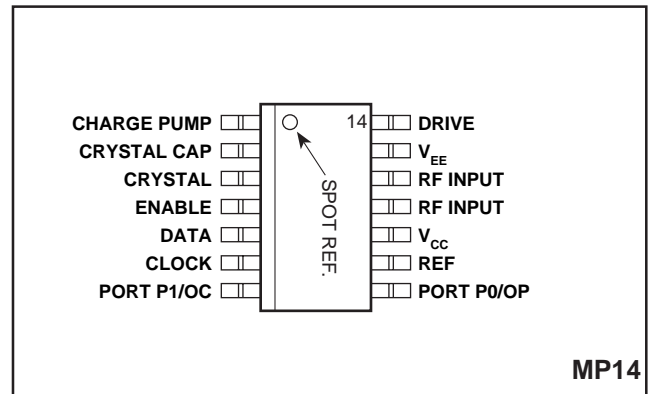 CHARGE PUMP
CRYSTAL CAP
CRYSTAL
ENABLE
DATA
CLOCK
PORT P1/OC
14
SPOT REF.
DRIVE
VEE
RF INPUT
RF INPUT
VCC
REF
PORT P0/OP
MP14